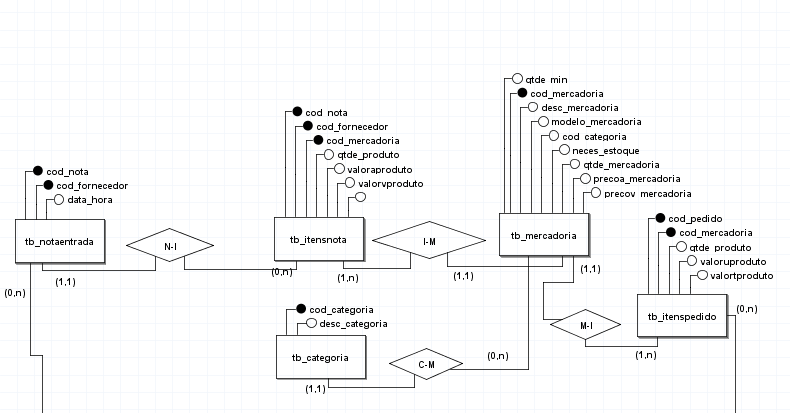 qtde_min
cod_mercadoria
desc_mercadoria
modelo_mercadoria
cod_categoria
neces_estoque
qtde_mercadoria
precoa_mercadoria
precov_mercadoria
tb_mercadoria
cod_nota
cod_fornecedor
cod_mercadoria
qtde_produto
valoraproduto
valorvproduto
tb_itensnota
cod_nota
cod_fornecedor
data_hora
tb_notaentrada
N-I
I-M
(0,n)
(1,1)
(0,n)
(1,n)
(1,1)
(1,1)
cod_pedido
cod_mercadoria
qtde_produto
valoruproduto
valortproduto
tb_itenspedido
(0,n)
M-I
(1,n)
cod_categoria
desc_categoria
tb_categoria
C-M
(0,n)
(1,1)